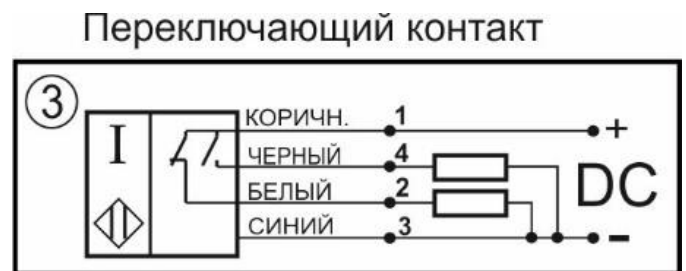 Переключающий контакт
3
I
КОРИЧН. 1 +
ЧЕРНЫЙ 4
DC
БЕЛЫЙ 2
СИНИЙ 3 -